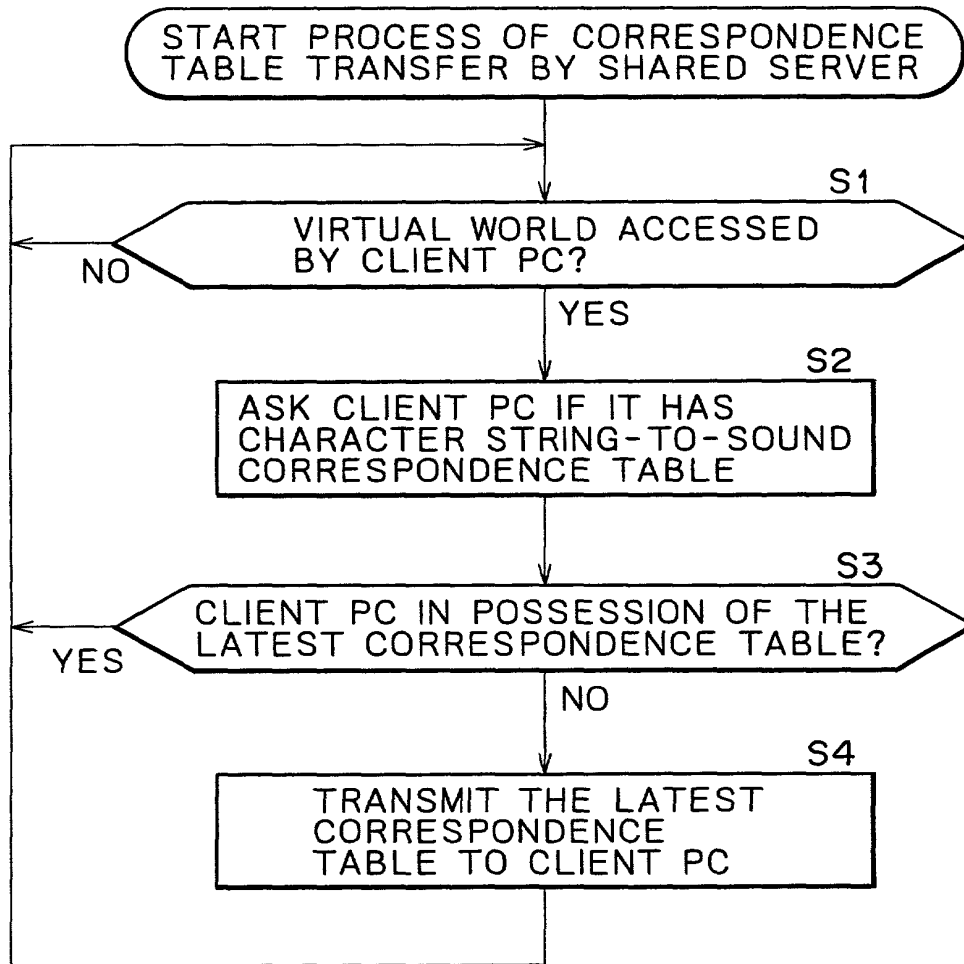 START PROCESS OF CORRESPONDENCE
TABLE TRANSFER BY SHARED SERVER
S1
VIRTUAL WORLD ACCESSED
BY CLIENT PC?
NO
YES
S2
ASK CLIENT PC IF IT HAS
CHARACTER STRING-TO-SOUND
CORRESPONDENCE TABLE
S3
CLIENT PC IN POSSESSION OF THE
LATEST CORRESPONDENCE TABLE?
YES
NO
S4
TRANSMIT THE LATEST
CORRESPONDENCE
TABLE TO CLIENT PC